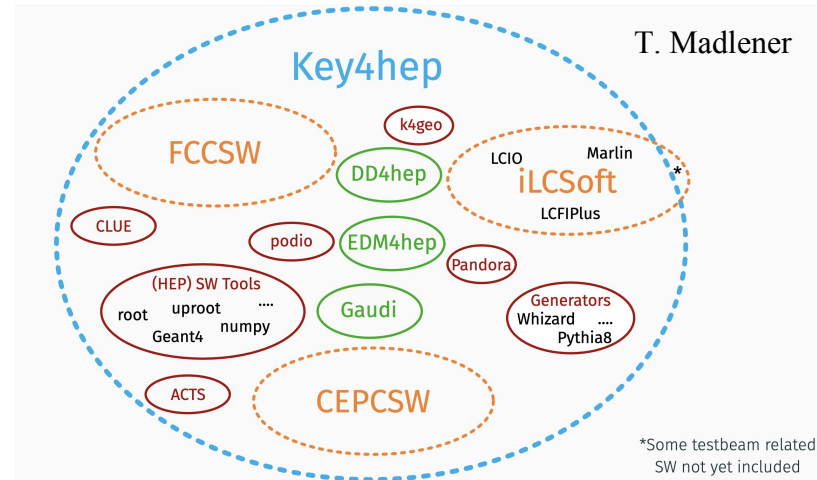 T. Madlener
Key4hep
k4geo
FCCSW
DD4hep
LCIO
Marlin
iLCSoft
*
LCFIPlus
CLUE
podio
EDM4hep
Pandora
(HEP) SW Tools
root
uproot
....
Geant4
numpy
Gaudi
Generators
Whizard
....
Pythia8
ACTS
CEPCSW
*Some testbeam related
SW not yet included